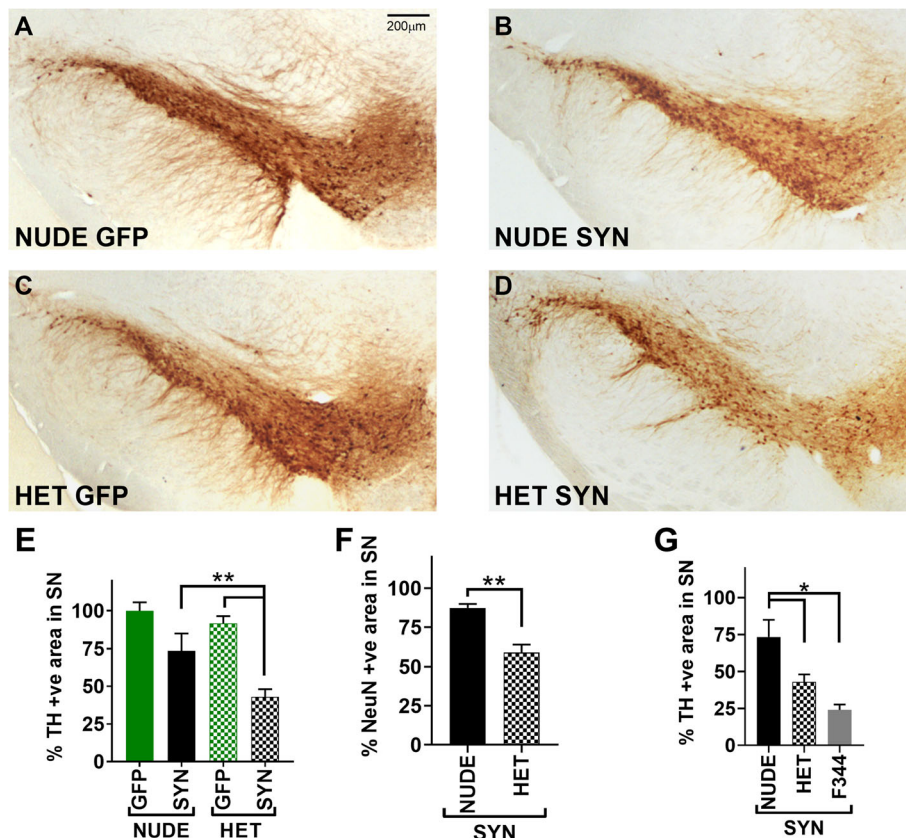 A
200μm
B
NUDE GFP
NUDE SYN
C
D
HET GFP
HET SYN
E
F
G
% TH +ve area in SN
100
75
50
25
0
**
GFP
SYN
GFP
SYN
NUDE
HET
% NeuN +ve area in SN
100
75
50
25
0
**
NUDE
HET
SYN
% TH +ve area in SN
100
75
50
25
0
*
NUDE
HET
F344
SYN